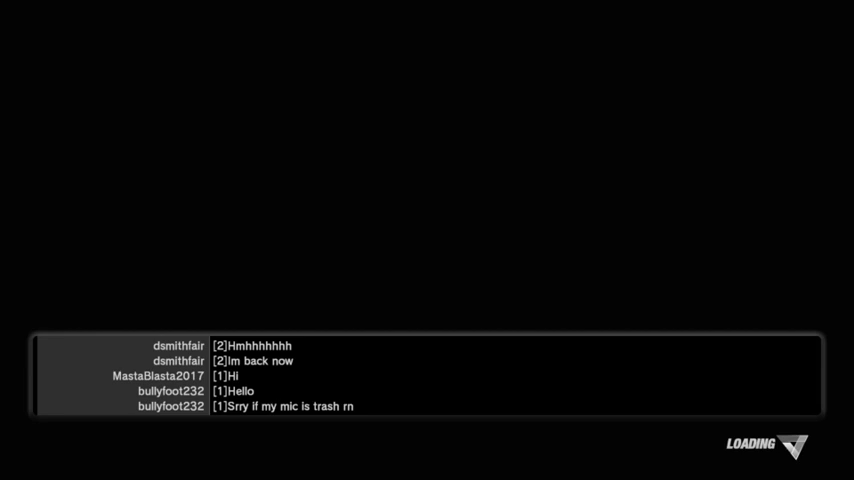 dsmithfair [2]Hmhhhhhhh
dsmithfair [2]Im back now
MastaBlasta2017 [1]Hi
bullyfoot232 [1]Hello
bullyfoot232 [1]Srry if my mic is trash rn
LOADING